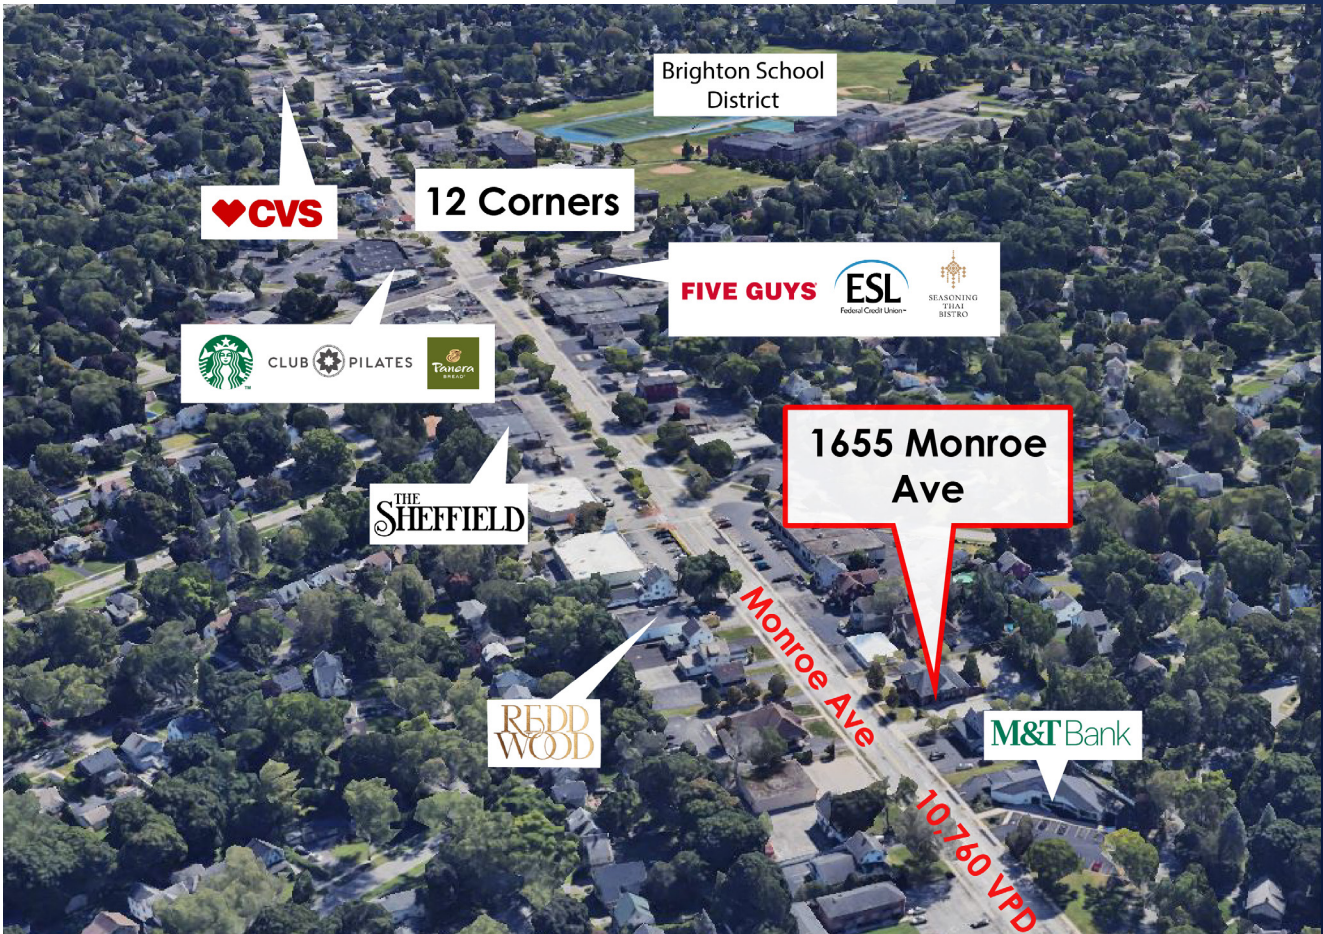 Brighton School
District
CVS
12 Corners
FIVE GUYS
ESL
Federal Credit Union
SEASONING
THAI
BISTRO
CLUB PILATES
Panera
BREAD
1655 Monroe
Ave
THE
SHEFFIELD
REDD
WOOD
Monroe Ave
M&T Bank
10,760 VPD